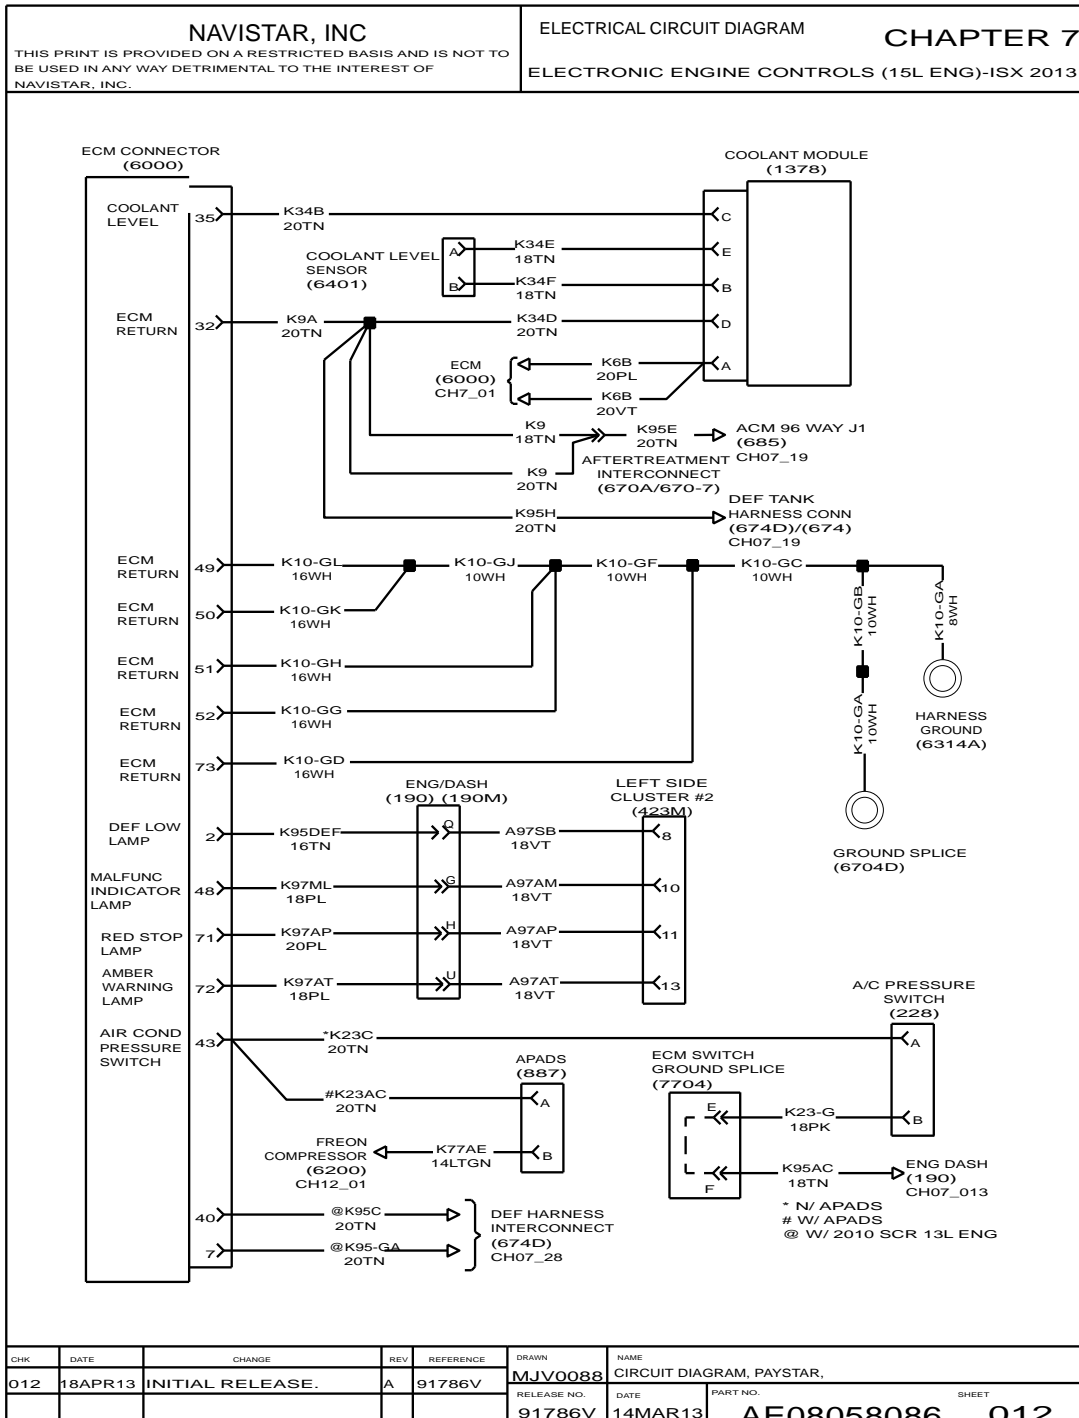 NAVISTAR, INC
THIS PRINT IS PROVIDED ON A RESTRICTED BASIS AND IS NOT TO
BE USED IN ANY WAY DETRIMENTAL TO THE INTEREST OF
NAVISTAR, INC.
ELECTRICAL CIRCUIT DIAGRAM
CHAPTER 7
ELECTRONIC ENGINE CONTROLS (15L ENG)-ISX 2013
ECM CONNECTOR
(6000)
COOLANT MODULE
(1378)
COOLANT
LEVEL
35
K34B
20TN
C
COOLANT LEVEL
SENSOR
(6401)
A
K34E
18TN
E
B
K34F
18TN
B
ECM
RETURN
32
K9A
20TN
K34D
20TN
D
ECM
(6000)
CH7_01
K6B
20PL
A
K6B
20VT
K9
18TN
K95E
20TN
ACM 96 WAY J1
(685)
CH07_19
K9
20TN
AFTERTREATMENT
INTERCONNECT
(670A/670-7)
K95H
20TN
DEF TANK
HARNESS CONN
(674D)/(674)
CH07_19
ECM
RETURN
49
K10-GL
16WH
K10-GJ
10WH
K10-GF
10WH
K10-GC
10WH
ECM
RETURN
50
K10-GK
16WH
K10-GB
10WH
K10-GA
8WH
ECM
RETURN
51
K10-GH
16WH
K10-GA
10WH
HARNESS
GROUND
(6314A)
ECM
RETURN
52
K10-GG
16WH
ECM
RETURN
73
K10-GD
16WH
GROUND SPLICE
(6704D)
ENG/DASH
(190) (190M)
LEFT SIDE
CLUSTER #2
(423M)
DEF LOW
LAMP
2
K95DEF
16TN
Q
A97SB
18VT
8
MALFUNC
INDICATOR
LAMP
48
K97ML
18PL
G
A97AM
18VT
10
RED STOP
LAMP
71
K97AP
20PL
H
A97AP
18VT
11
AMBER
WARNING
LAMP
72
K97AT
18PL
U
A97AT
18VT
13
AIR COND
PRESSURE
SWITCH
43
*K23C
20TN
A/C PRESSURE
SWITCH
(228)
A
#K23AC
20TN
APADS
(887)
A
ECM SWITCH
GROUND SPLICE
(7704)
E
K23-G
18PK
B
FREON
COMPRESSOR
(6200)
CH12_01
K77AE
14LTGN
B
F
K95AC
18TN
ENG DASH
(190)
CH07_013
* N/ APADS
# W/ APADS
@ W/ 2010 SCR 13L ENG
40
@K95C
20TN
7
@K95-GA
20TN
DEF HARNESS
INTERCONNECT
(674D)
CH07_28
CHK DATE CHANGE REV REFERENCE
012 18APR13 INITIAL RELEASE. A 91786V
DRAWN
MJV0088
NAME
CIRCUIT DIAGRAM, PAYSTAR,
RELEASE NO.
91786V
DATE
14MAR13
PART NO.
AE08058086
SHEET
012